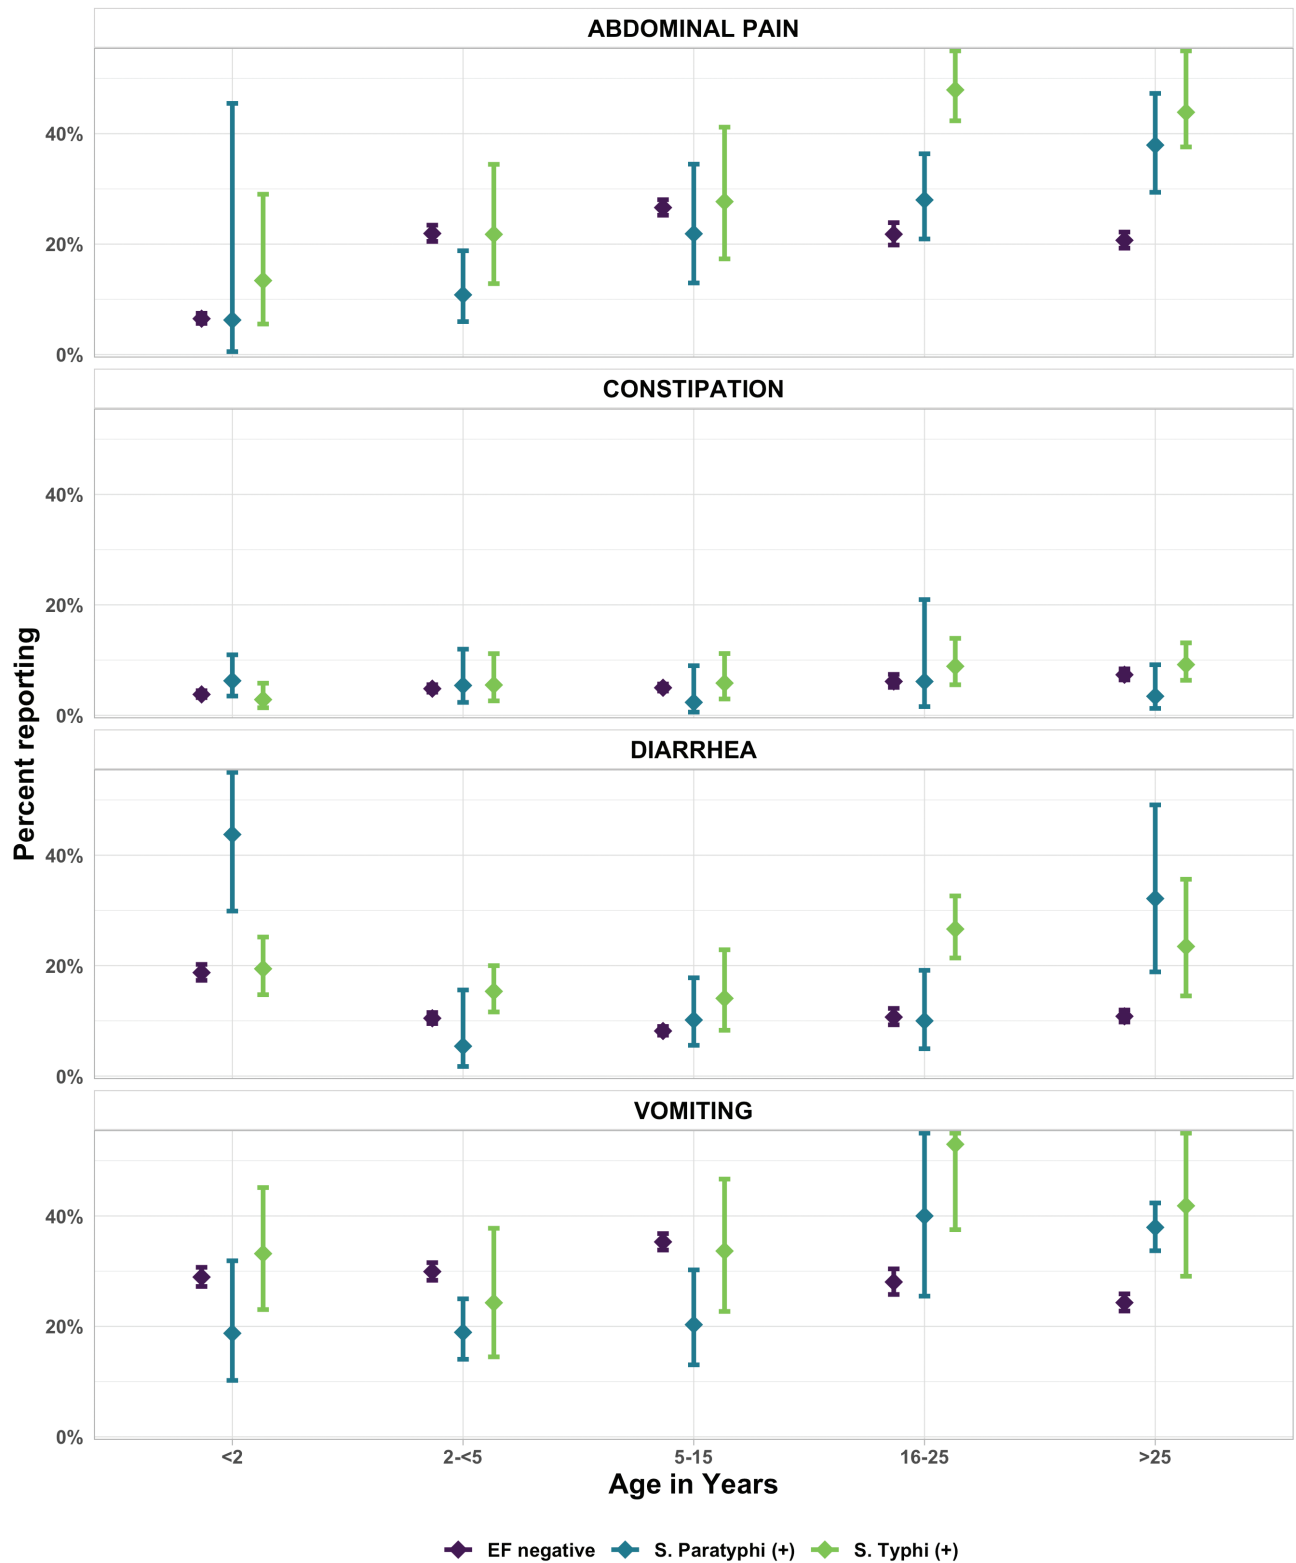 ABDOMINAL PAIN
40%
20%
0%
CONSTIPATION
40%
20%
0%
DIARRHEA
40%
20%
0%
VOMITING
40%
20%
0%
Percent reporting
<2 2-<5 5-15 16-25 >25
Age in Years
EF negative S. Paratyphi (+) S. Typhi (+)